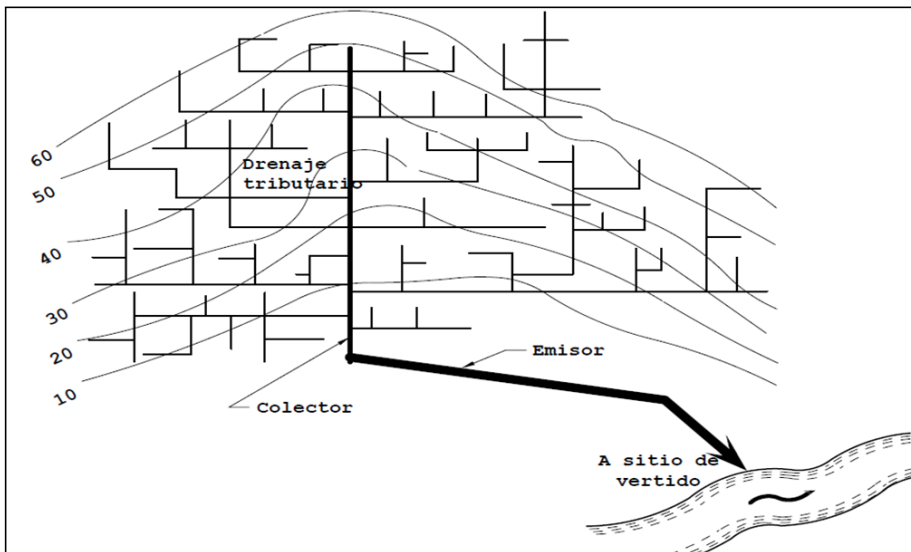 Drenaje
tributario
60
50
40
30
20
10
Emisor
Colector
A sitio de
vertido